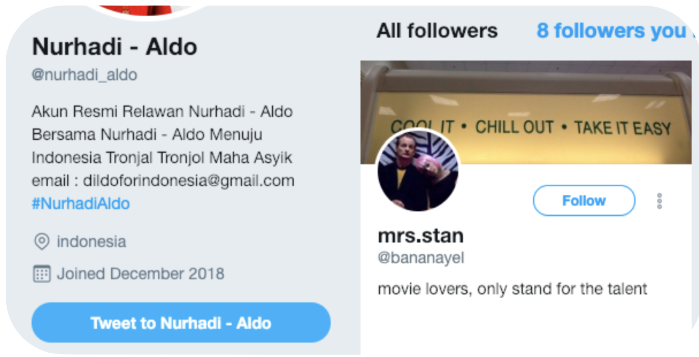 Nurhadi - Aldo
@nurhadi_aldo
Akun Resmi Relawan Nurhadi - Aldo
Bersama Nurhadi - Aldo Menuju
Indonesia Tronjal Tronjol Maha Asyik
email : dildoforindonesia@gmail.com
#NurhadiAldo
indonesia
Joined December 2018
Tweet to Nurhadi - Aldo
All followers
8 followers you
COOL IT • CHILL OUT • TAKE IT EASY
Follow
mrs.stan
@bananayel
movie lovers, only stand for the talent